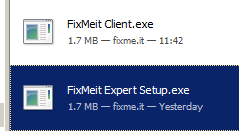 FixMeit Client.exe
1.7 MB — fixme.it — 11:42
FixMeit Expert Setup.exe
1.7 MB — fixme.it — Yesterday